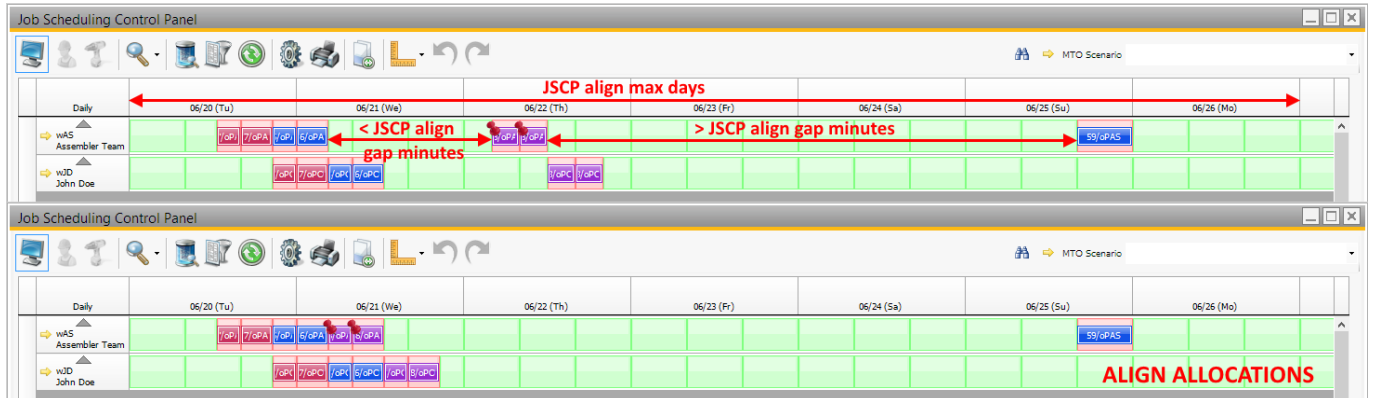 Job Scheduling Control Panel
MTO Scenario
JSCP align max days
Daily 06/20 (Tu) 06/21 (We) 06/22 (Th) 06/23 (Fr) 06/24 (Sa) 06/25 (Su) 06/26 (Mo)
wAS
Assembler Team
7/oPA 6/oPA 59/oPAS
< JSCP align
gap minutes
> JSCP align gap minutes
wJD
John Doe
7/oPC 6/oPC
Job Scheduling Control Panel
MTO Scenario
Daily 06/20 (Tu) 06/21 (We) 06/22 (Th) 06/23 (Fr) 06/24 (Sa) 06/25 (Su) 06/26 (Mo)
wAS
Assembler Team
7/oPA 6/oPA 59/oPAS
wJD
John Doe
7/oPC 6/oPC 8/oPC
ALIGN ALLOCATIONS